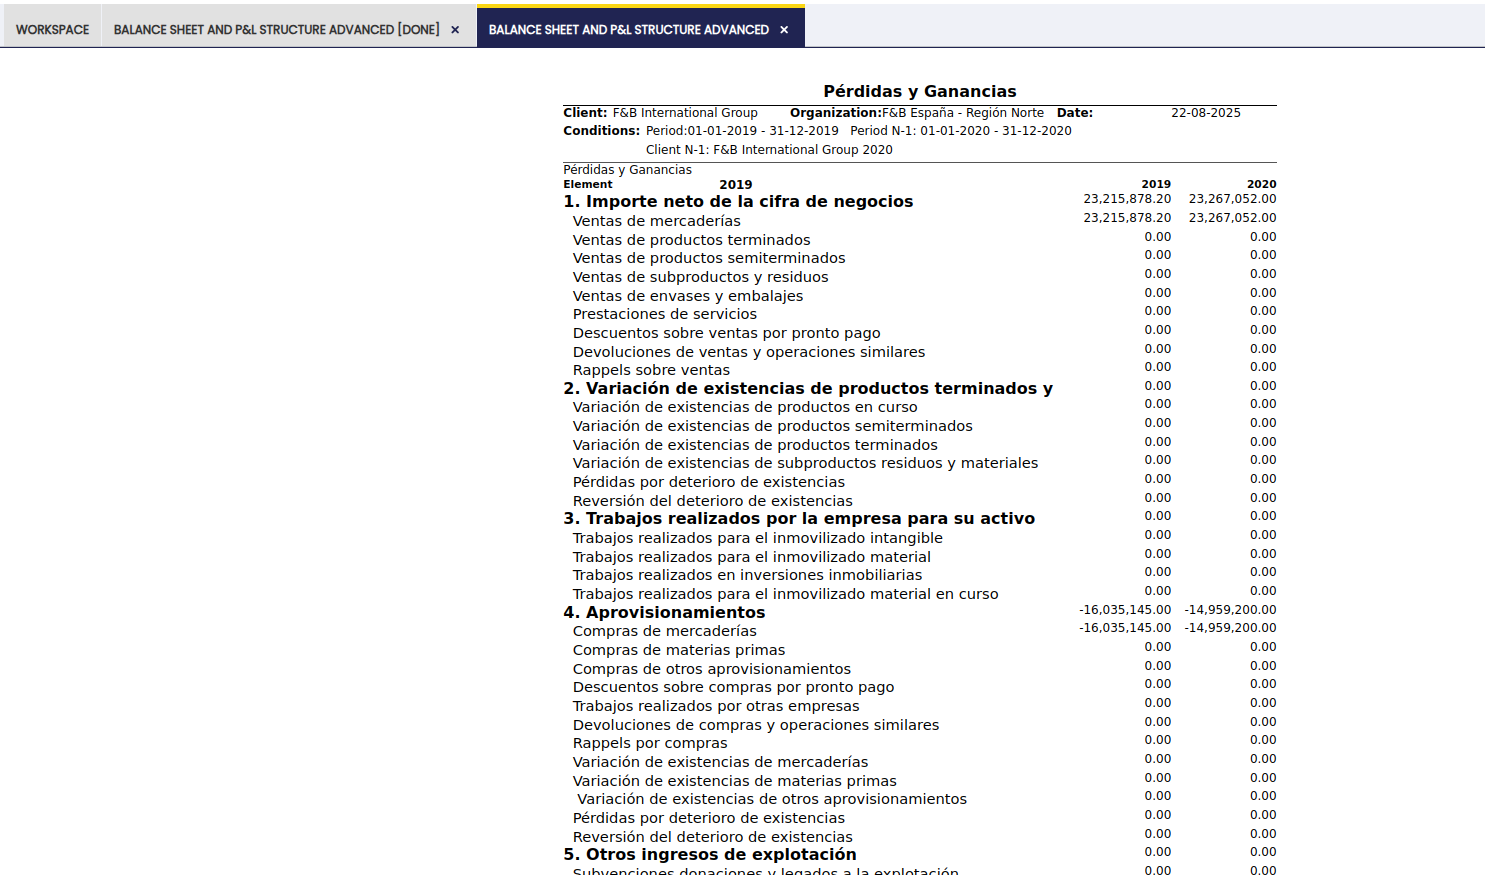 WORKSPACE BALANCE SHEET AND P&L STRUCTURE ADVANCED [DONE] × BALANCE SHEET AND P&L STRUCTURE ADVANCED ×
Pérdidas y Ganancias
Client: F&B International Group Organization:F&B España - Región Norte Date: 22-08-2025
Conditions: Period:01-01-2019 - 31-12-2019 Period N-1: 01-01-2020 - 31-12-2020
Client N-1: F&B International Group 2020
Pérdidas y Ganancias
Element 2019 2019 2020
1. Importe neto de la cifra de negocios 23,215,878.20 23,267,052.00
Ventas de mercaderías 23,215,878.20 23,267,052.00
Ventas de productos terminados 0.00 0.00
Ventas de productos semiterminados 0.00 0.00
Ventas de subproductos y residuos 0.00 0.00
Ventas de envases y embalajes 0.00 0.00
Prestaciones de servicios 0.00 0.00
Descuentos sobre ventas por pronto pago 0.00 0.00
Devoluciones de ventas y operaciones similares 0.00 0.00
Rappels sobre ventas 0.00 0.00
2. Variación de existencias de productos terminados y 0.00 0.00
Variación de existencias de productos en curso 0.00 0.00
Variación de existencias de productos semiterminados 0.00 0.00
Variación de existencias de productos terminados 0.00 0.00
Variación de existencias de subproductos residuos y materiales 0.00 0.00
Pérdidas por deterioro de existencias 0.00 0.00
Reversión del deterioro de existencias 0.00 0.00
3. Trabajos realizados por la empresa para su activo 0.00 0.00
Trabajos realizados para el inmovilizado intangible 0.00 0.00
Trabajos realizados para el inmovilizado material 0.00 0.00
Trabajos realizados en inversiones inmobiliarias 0.00 0.00
Trabajos realizados para el inmovilizado material en curso 0.00 0.00
4. Aprovisionamientos -16,035,145.00 -14,959,200.00
Compras de mercaderías -16,035,145.00 -14,959,200.00
Compras de materias primas 0.00 0.00
Compras de otros aprovisionamientos 0.00 0.00
Descuentos sobre compras por pronto pago 0.00 0.00
Trabajos realizados por otras empresas 0.00 0.00
Devoluciones de compras y operaciones similares 0.00 0.00
Rappels por compras 0.00 0.00
Variación de existencias de mercaderías 0.00 0.00
Variación de existencias de materias primas 0.00 0.00
Variación de existencias de otros aprovisionamientos 0.00 0.00
Pérdidas por deterioro de existencias 0.00 0.00
Reversión del deterioro de existencias 0.00 0.00
5. Otros ingresos de explotación 0.00 0.00
Subvenciones donaciones y legados a la explotación 0.00 0.00